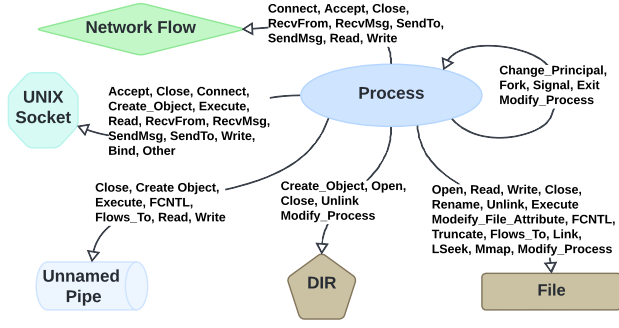 Connect, Accept, Close,
RecvFrom, RecvMsg, SendTo,
SendMsg, Read, Write
Network Flow
Change_Principal,
Fork, Signal, Exit
Modify_Process
Process
UNIX
Socket
Accept, Close, Connect,
Create_Object, Execute,
Read, RecvFrom, RecvMsg,
SendMsg, SendTo, Write,
Bind, Other
Close, Create Object,
Execute, FCNTL,
Flows_To, Read, Write
Create_Object, Open,
Close, Unlink
Modify_Process
Open, Read, Write, Close,
Rename, Unlink, Execute
Modeify_File_Attribute, FCNTL,
Truncate, Flows_To, Link,
LSeek, Mmap, Modify_Process
Unnamed
Pipe
DIR
File